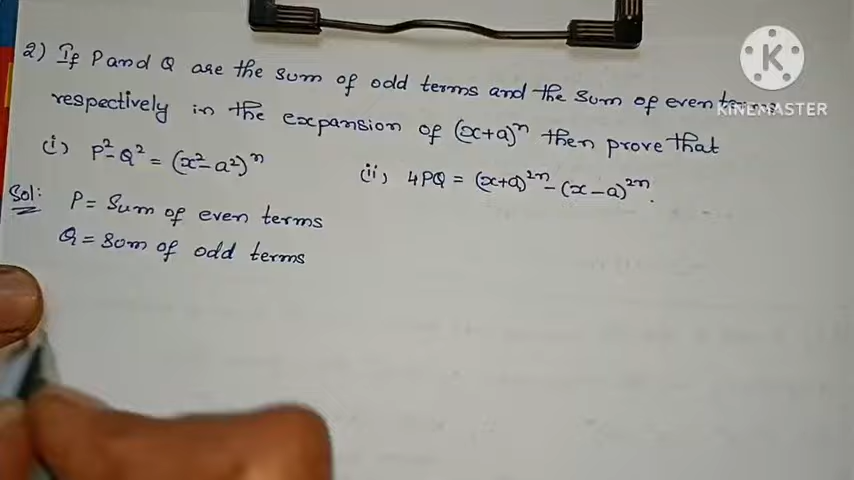 2) If P and Q are the sum of odd terms and the sum of even terms
respectively in the expansion of (x+a)ⁿ then prove that
(i) P²-Q² = (x²-a²)ⁿ (ii) 4PQ = (x+a)²ⁿ-(x-a)²ⁿ.
Sol: P = Sum of even terms
Q = Sum of odd terms
K
KINEMASTER